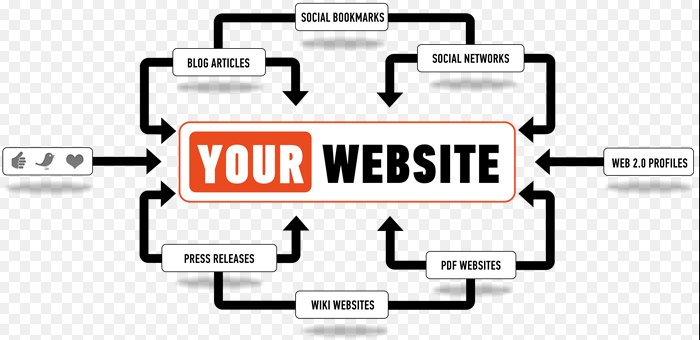 SOCIAL BOOKMARKS
BLOG ARTICLES
SOCIAL NETWORKS
YOUR WEBSITE
WEB 2.0 PROFILES
PRESS RELEASES
PDF WEBSITES
WIKI WEBSITES